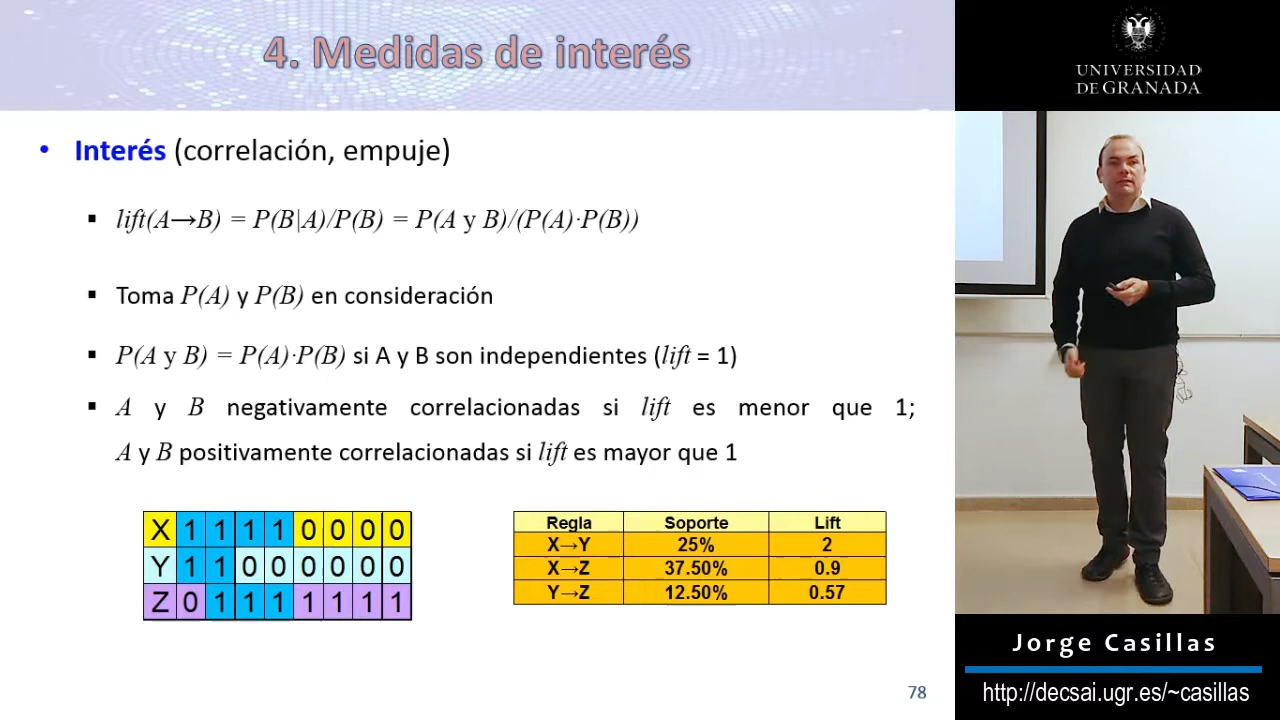 4. Medidas de interés
• Interés (correlación, empuje)
▪ lift(A→B) = P(B|A)/P(B) = P(A y B)/(P(A)·P(B))
▪ Toma P(A) y P(B) en consideración
▪ P(A y B) = P(A)·P(B) si A y B son independientes (lift = 1)
▪ A y B negativamente correlacionadas si lift es menor que 1;
A y B positivamente correlacionadas si lift es mayor que 1
X 1 1 1 1 0 0 0 0
Y 1 1 0 0 0 0 0 0
Z 0 1 1 1 1 1 1 1
Regla Soporte Lift
X→Y 25% 2
X→Z 37.50% 0.9
Y→Z 12.50% 0.57
78
UNIVERSIDAD
DE GRANADA
Jorge Casillas
http://decsai.ugr.es/~casillas